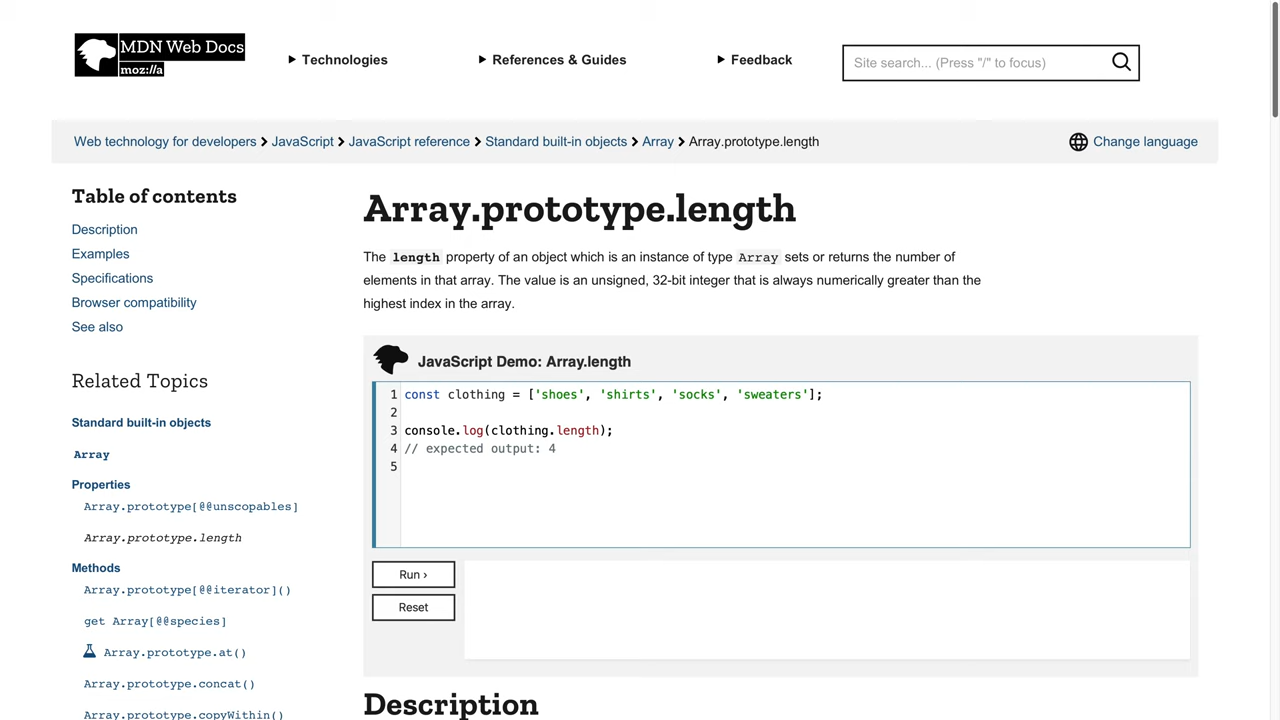 MDN Web Docs
moz://a
Technologies
References & Guides
Feedback
Site search... (Press "/" to focus)
Web technology for developers
JavaScript
JavaScript reference
Standard built-in objects
Array
Array.prototype.length
Change language
Table of contents
Description
Examples
Specifications
Browser compatibility
See also
Related Topics
Standard built-in objects
Array
Properties
Array.prototype[@@unscopables]
Array.prototype.length
Methods
Array.prototype[@@iterator]()
get Array[@@species]
Array.prototype.at()
Array.prototype.concat()
Array.prototype.copyWithin()
Array.prototype.length
The length property of an object which is an instance of type Array sets or returns the number of
elements in that array. The value is an unsigned, 32-bit integer that is always numerically greater than the
highest index in the array.
JavaScript Demo: Array.length
1 const clothing = ['shoes', 'shirts', 'socks', 'sweaters'];
2
3 console.log(clothing.length);
4 // expected output: 4
5
Run ›
Reset
Description